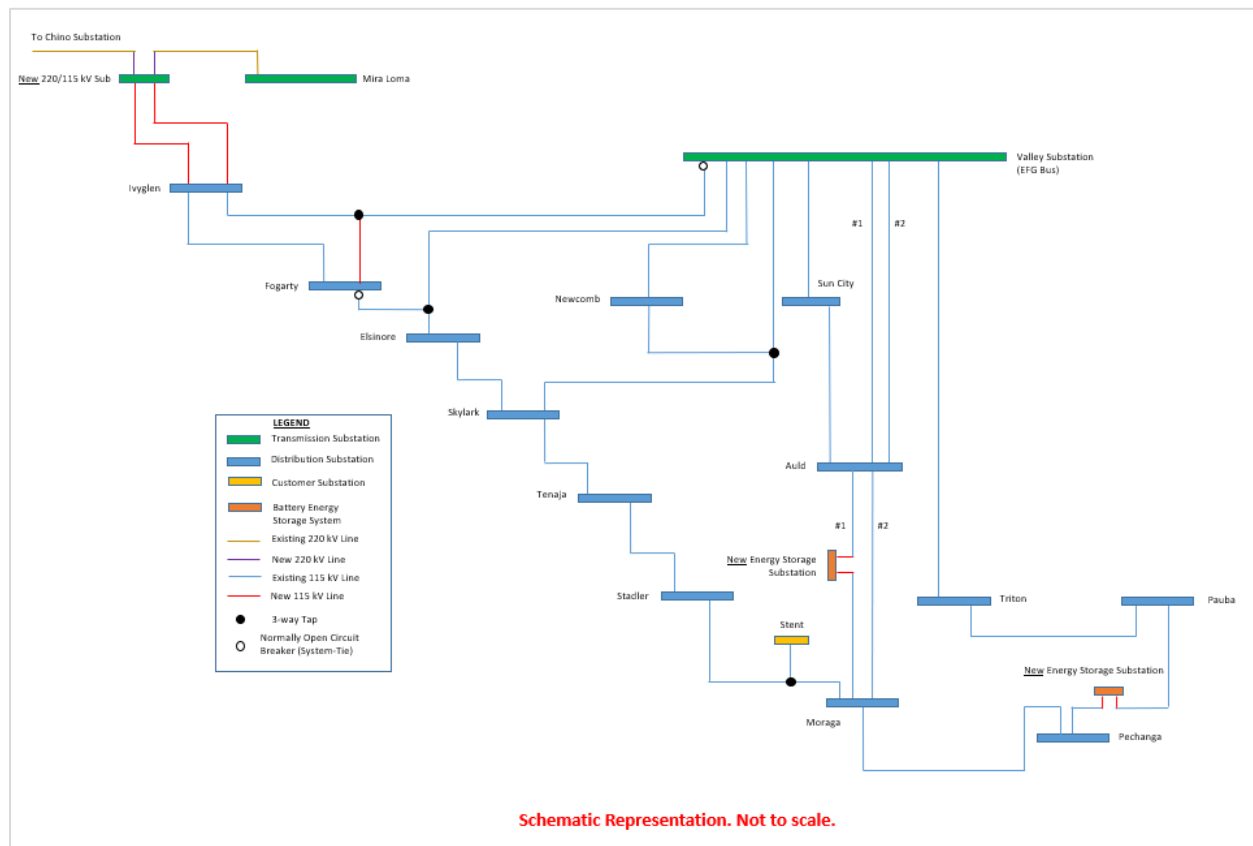 To Chino Substation
New 220/115 kV Sub
Mira Loma
Valley Substation
(EFG Bus)
Ivyglen
#1
#2
Fogarty
Newcomb
Sun City
Elsinore
Skylark
LEGEND
Transmission Substation
Distribution Substation
Customer Substation
Battery Energy
Storage System
Existing 220 kV Line
New 220 kV Line
Existing 115 kV Line
New 115 kV Line
3-way Tap
Normally Open Circuit
Breaker (System-Tie)
Auld
Tenaja
#1
#2
New Energy Storage
Substation
Stadler
Triton
Pauba
Stent
New Energy Storage Substation
Moraga
Pechanga
Schematic Representation. Not to scale.